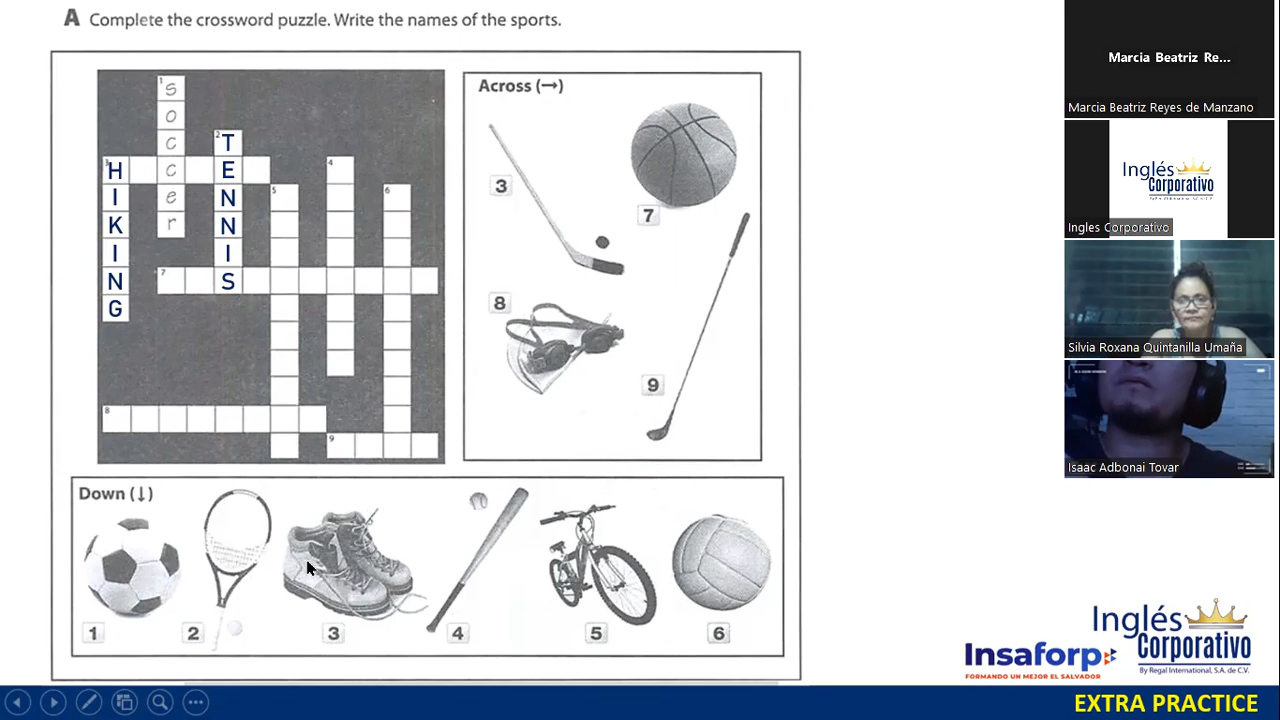 A Complete the crossword puzzle. Write the names of the sports.
1
soccer
2
TENNIS
3
HIKING
4
5
6
7
8
9
Across (→)
3
7
8
9
Down (↓)
1 2 3 4 5 6
Marcia Beatriz Re...
Marcia Beatriz Reyes de Manzano
Inglés
Corporativo
Ingles Corporativo
Silvia Roxana Quintanilla Umaña
Isaac Adbonai Tovar
Insaforp
FORMANDO UN MEJOR EL SALVADOR
Inglés
Corporativo
By Regal International, S.A. de C.V.
EXTRA PRACTICE